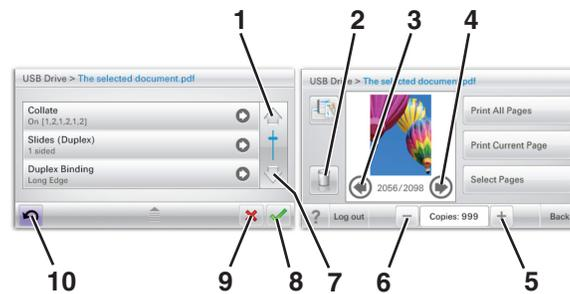 1
2
3
4
USB Drive > The selected document.pdf
Collate
On [1,2,1,2,1,2]
Slides (Duplex)
1 sided
Duplex Binding
Long Edge
USB Drive > The selected document.pdf
Print All Pages
Print Current Page
Select Pages
2056/2098
? Log out
Copies: 999
Back
10
9
8
7
6
5